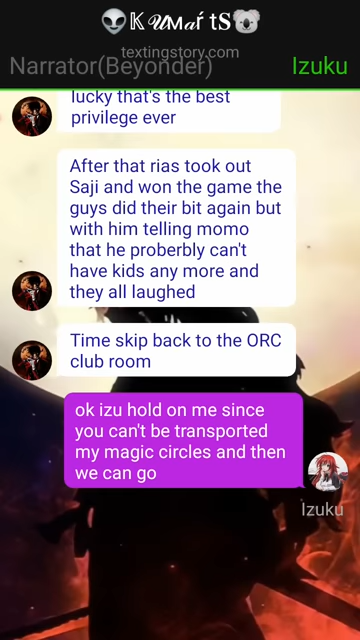 👽𝕂 𝓤ᴍ𝒂ŕ t𝐒🐨
textingstory.com
Narrator(Beyonder)
Izuku
lucky that's the best
privilege ever
After that rias took out
Saji and won the game the
guys did their bit again but
with him telling momo
that he proberbly can't
have kids any more and
they all laughed
Time skip back to the ORC
club room
ok izu hold on me since
you can't be transported
my magic circles and then
we can go
Izuku